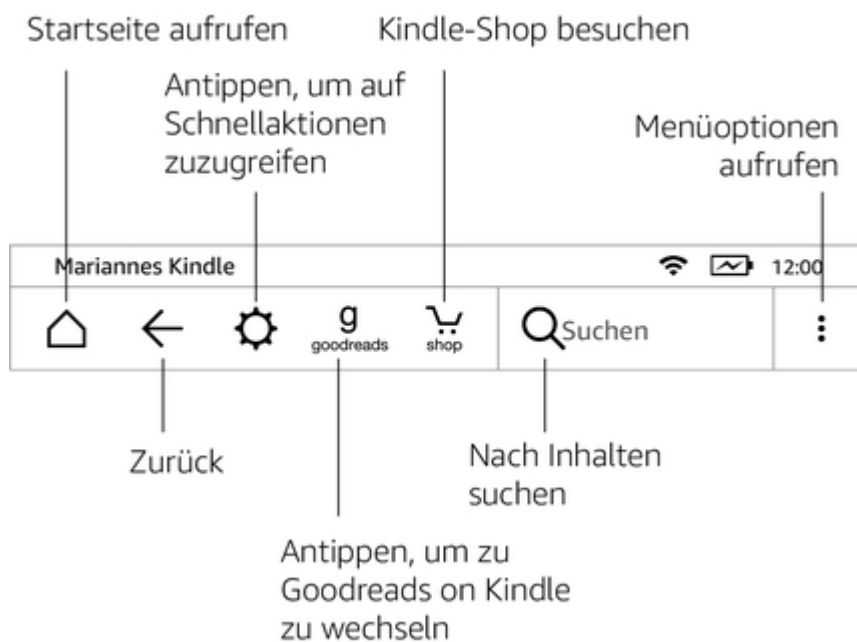 Startseite aufrufen
Kindle-Shop besuchen
Antippen, um auf
Schnellaktionen
zuzugreifen
Menüoptionen
aufrufen
Mariannes Kindle
12:00
g
goodreads
shop
Suchen
Zurück
Nach Inhalten
suchen
Antippen, um zu
Goodreads on Kindle
zu wechseln